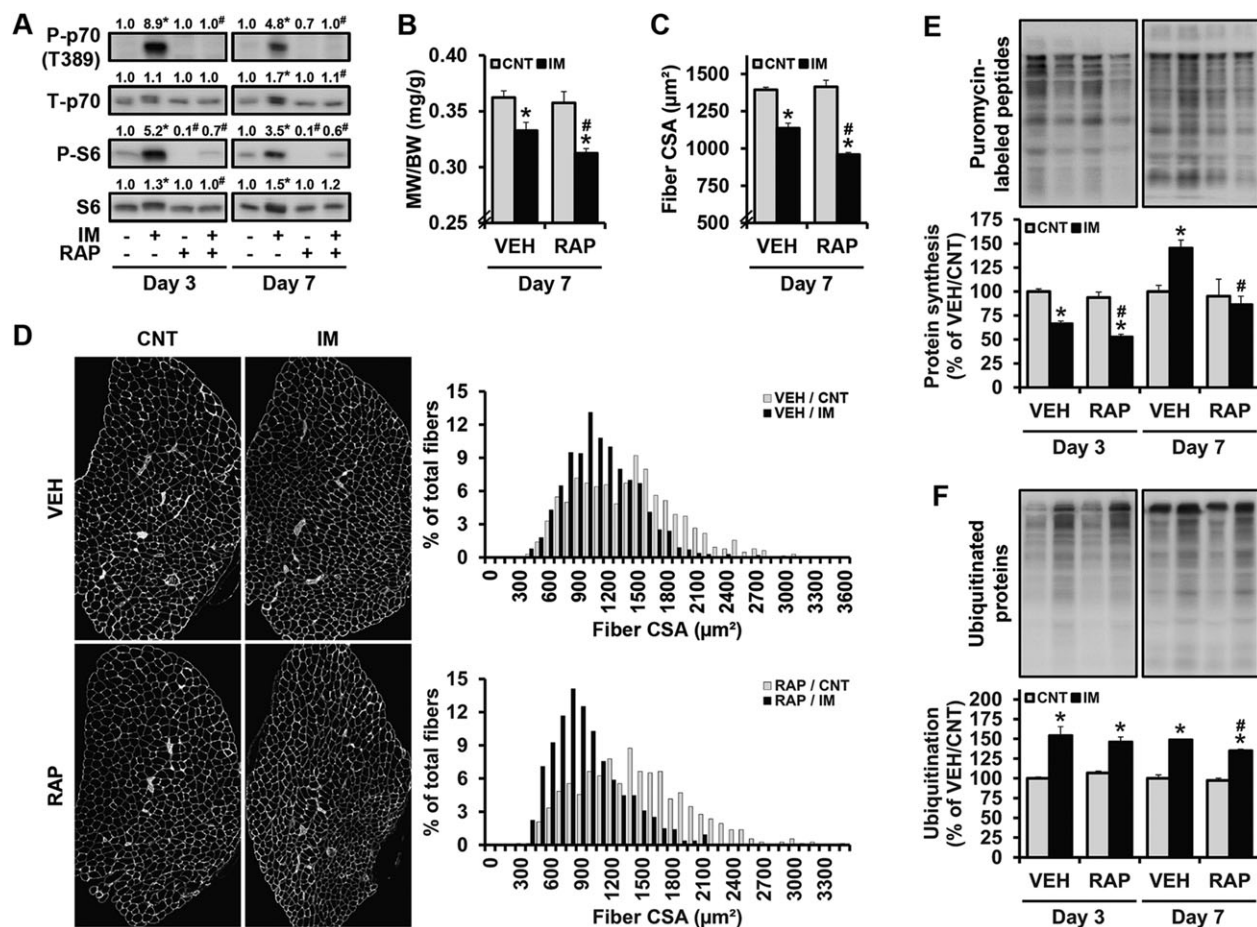 A
1.0 8.9* 1.0 1.0# 1.0 4.8* 0.7 1.0#
P-p70
(T389)
1.0 1.1 1.0 1.0 1.0 1.7* 1.0 1.1#
T-p70
1.0 5.2* 0.1# 0.7# 1.0 3.5* 0.1# 0.6#
P-S6
1.0 1.3* 1.0 1.0# 1.0 1.5* 1.0 1.2
S6
IM - + - + - + - +
RAP - - + + - - + +
Day 3 Day 7
B
CNT IM
MW/BW (mg/g)
0.40
0.35
0.30
0.25
*
#
*
VEH RAP
Day 7
C
CNT IM
Fiber CSA (µm²)
1500
1250
1000
750
500
*
#
*
VEH RAP
Day 7
D
CNT IM
VEH
RAP
% of total fibers
15
12
9
6
3
0
VEH / CNT
VEH / IM
0 300 600 900 1200 1500 1800 2100 2400 2700 3000 3300 3600
Fiber CSA (µm²)
% of total fibers
15
12
9
6
3
0
RAP / CNT
RAP / IM
0 300 600 900 1200 1500 1800 2100 2400 2700 3000 3300
Fiber CSA (µm²)
E
Puromycin-
labeled peptides
Protein synthesis
(% of VEH/CNT)
175
150
125
100
75
50
25
0
CNT IM
*
#
*
*
#
VEH RAP VEH RAP
Day 3 Day 7
F
Ubiquitinated
proteins
Ubiquitination
(% of VEH/CNT)
200
175
150
125
100
75
50
25
0
CNT IM
* * *
#
*
VEH RAP VEH RAP
Day 3 Day 7